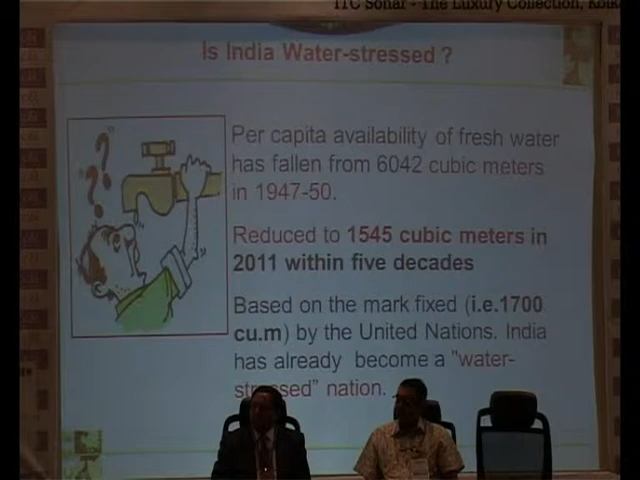 ITC Sonar - The Luxury Collection, Kolk
Is India Water-stressed ?
? ?
? ?
Per capita availability of fresh water
has fallen from 6042 cubic meters
in 1947-50.
Reduced to 1545 cubic meters in
2011 within five decades
Based on the mark fixed (i.e.1700
cu.m) by the United Nations. India
has already become a "water-
stressed" nation.